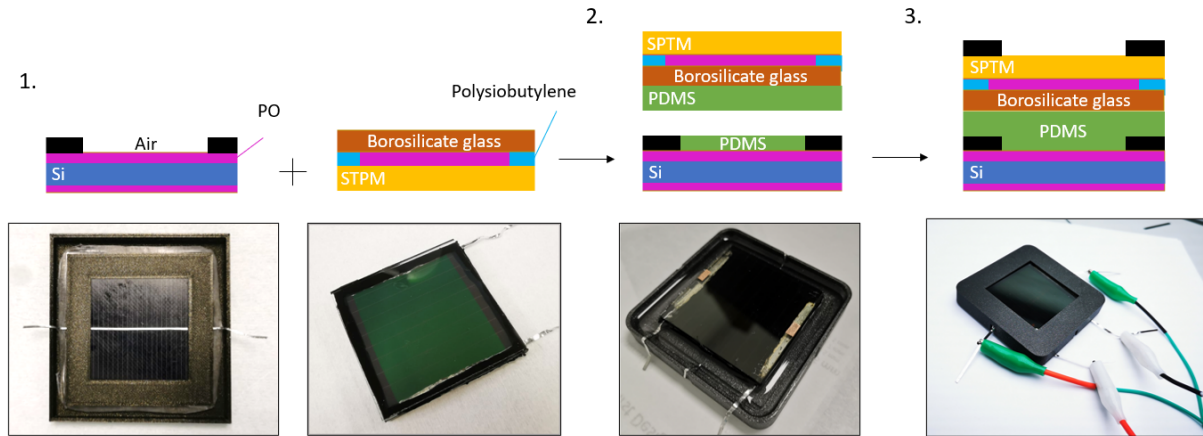 1.
PO
Air
Si
Borosilicate glass
STPM
Polysiobutylene
2.
SPTM
Borosilicate glass
PDMS
PDMS
Si
3.
SPTM
Borosilicate glass
PDMS
Si